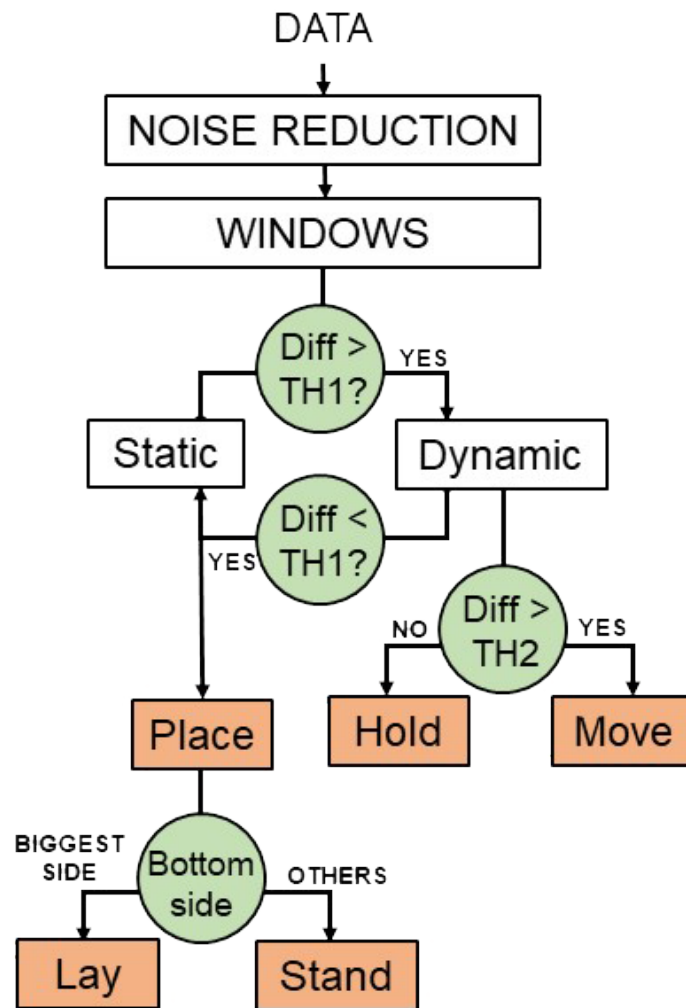 DATA
NOISE REDUCTION
WINDOWS
Diff >
TH1?
YES
Static
Dynamic
Diff <
TH1?
YES
Diff >
TH2
NO
YES
Place
Hold
Move
BIGGEST
SIDE
Bottom
side
OTHERS
Lay
Stand